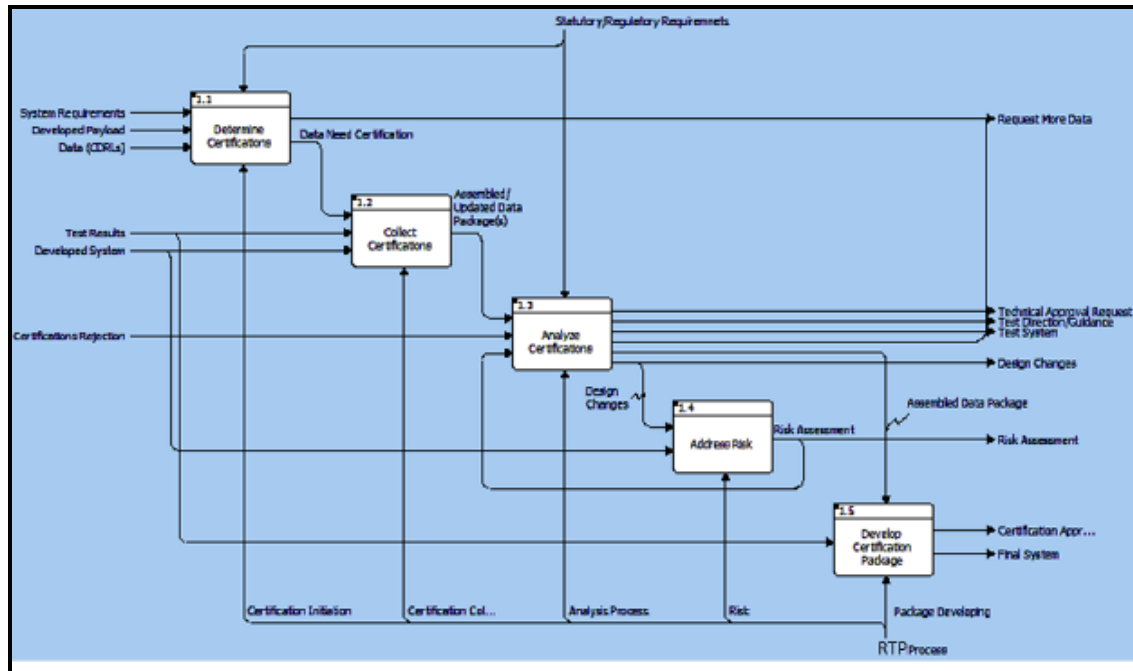 Statutory/Regulatory Requiremnets
1.1
Determine
Certifications
System Requirements
Developed Payload
Data (CDRLs)
Request More Data
Data Need Certification
1.2
Collect
Certifications
Assembled/
Updated Data
Package(s)
Test Results
Developed System
1.3
Analyze
Certifications
Certifications Rejection
Technical Approval Request
Test Direction/Guidance
Test System
Design Changes
Design
Changes
1.4
Address Risk
Risk Assessment
Assembled Data Package
Risk Assessment
1.5
Develop
Certification
Package
Certification Appr...
Final System
Certification Initiation
Certification Col...
Analysis Process
Risk
Package Developing
RTP Process